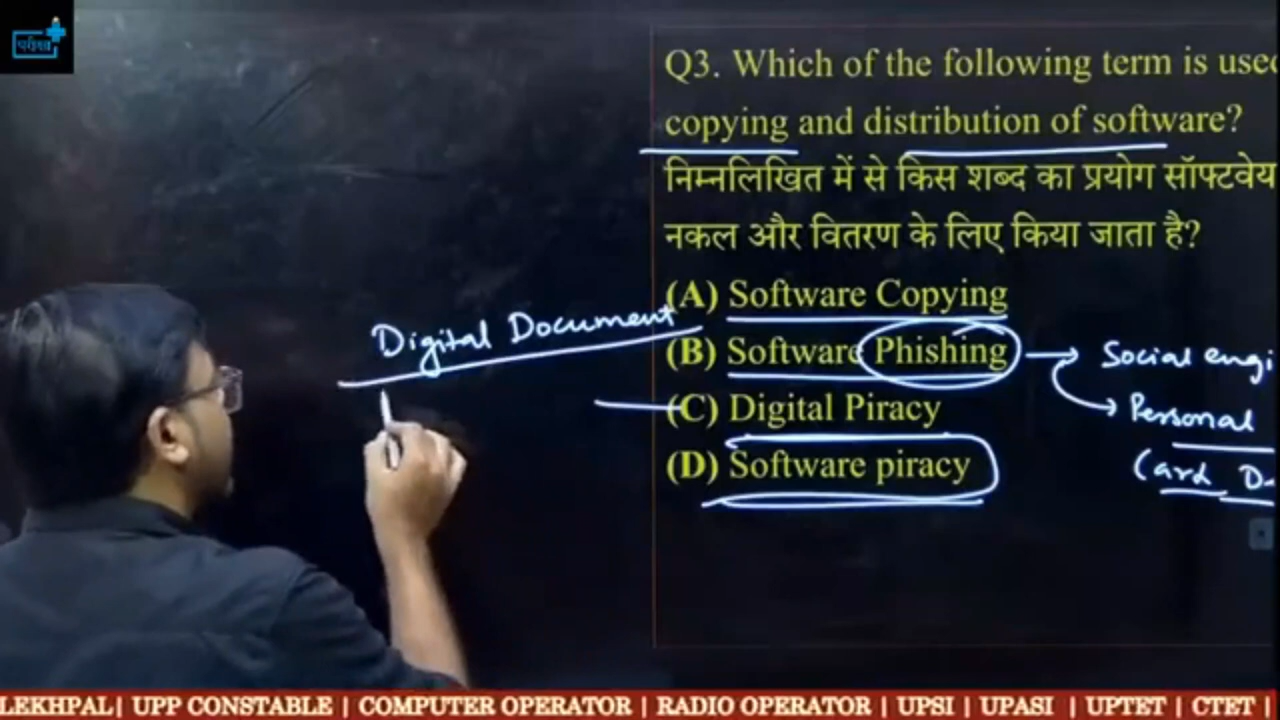 परीक्षा
Q3. Which of the following term is used
copying and distribution of software?
निम्नलिखित में से किस शब्द का प्रयोग सॉफ्टवेय
नकल और वितरण के लिए किया जाता है?
(A) Software Copying
(B) Software Phishing
(C) Digital Piracy
(D) Software piracy
Digital Document
Social engi
Personal
Card D
LEKHPAL| UPP CONSTABLE | COMPUTER OPERATOR | RADIO OPERATOR | UPSI | UPASI | UPTET | CTET |